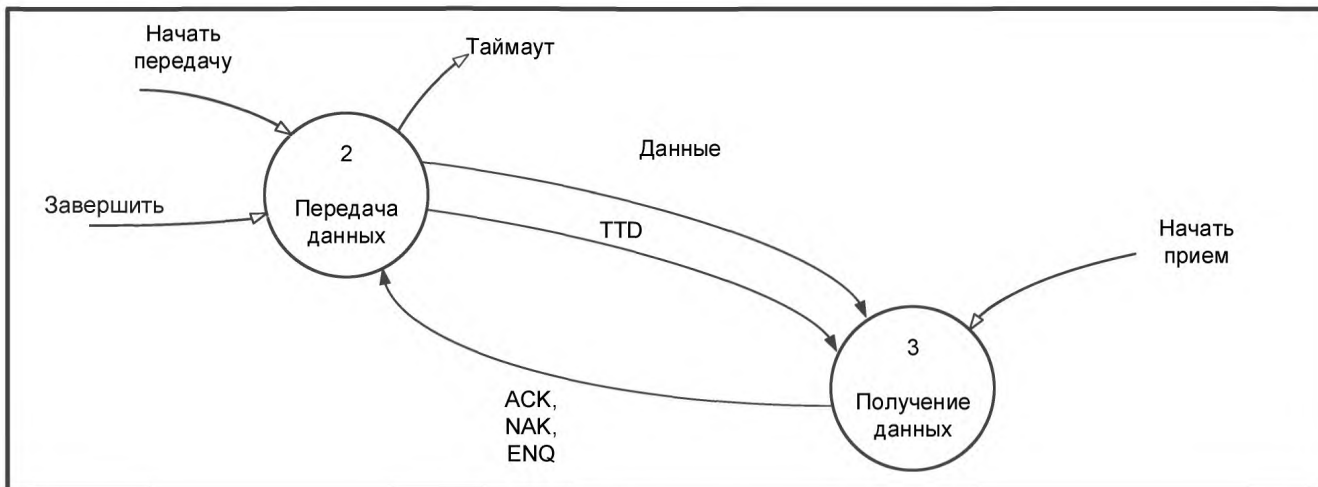 Начать
передачу
Таймаут
Данные
2
Завершить
Передача
данных
TTD
Начать
прием
3
Получение
данных
ACK,
NAK,
ENQ